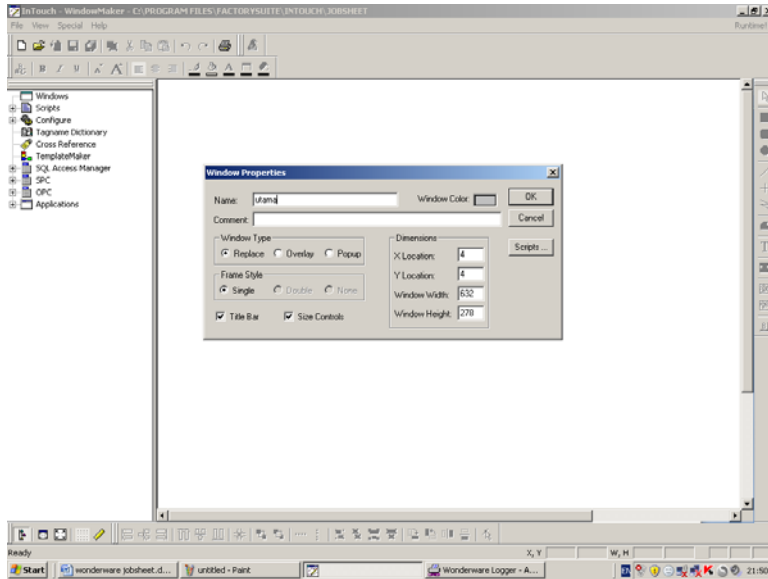 InTouch - WindowMaker - C:\PROGRAM FILES\FACTORYSUITE\INTOUCH\JOBSHEET
File View Special Help
Runtime!
Windows
Scripts
Configure
Tagname Dictionary
Cross Reference
TemplateMaker
SQL Access Manager
SPC
OPC
Applications
Window Properties
Name: utama
Window Color:
OK
Comment:
Cancel
Window Type
Replace Overlay Popup
Dimensions
Scripts ...
X Location: 4
Frame Style
Y Location: 4
Single Double None
Window Width: 632
Title Bar Size Controls
Window Height: 278
Ready
X, Y
W, H
Start
wonderware jobsheet.d...
untitled - Paint
Wonderware Logger - A...
21:50